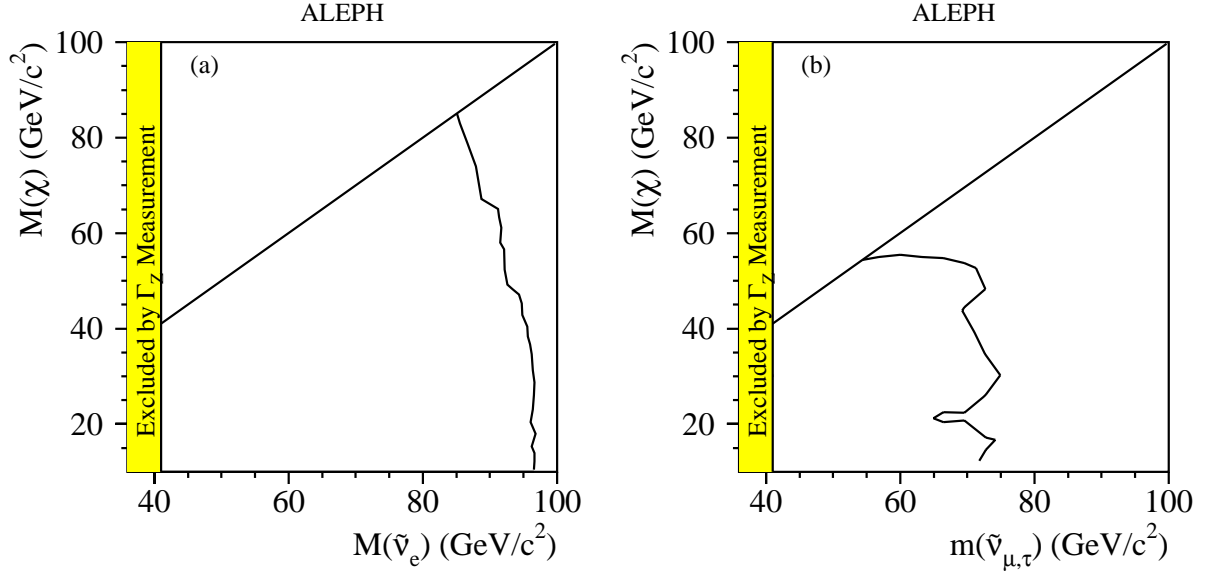 ALEPH
(a)
M(χ) (GeV/c²)
100
80
60
40
20
Excluded by Γ_Z Measurement
40 60 80 100
M(ν̃_e) (GeV/c²)
ALEPH
(b)
M(χ) (GeV/c²)
100
80
60
40
20
Excluded by Γ_Z Measurement
40 60 80 100
m(ν̃_μ,τ) (GeV/c²)